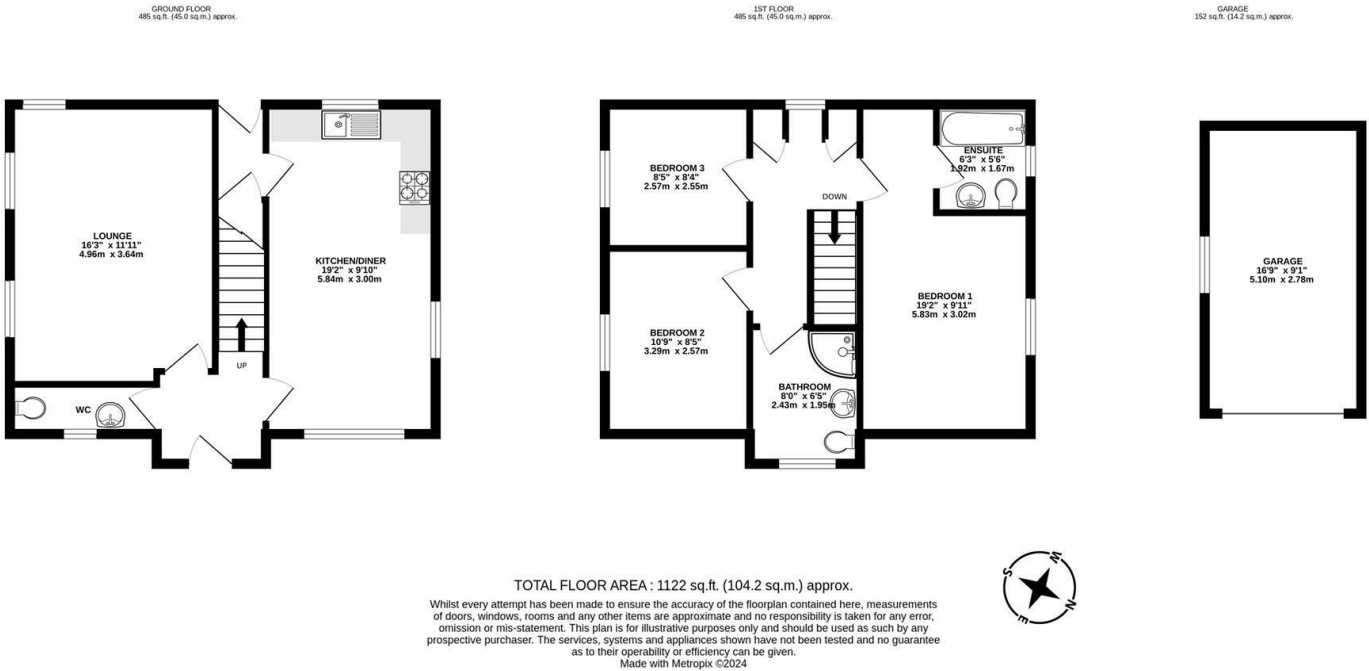 GROUND FLOOR
485 sq.ft. (45.0 sq.m.) approx.
1ST FLOOR
485 sq.ft. (45.0 sq.m.) approx.
GARAGE
152 sq.ft. (14.2 sq.m.) approx.
LOUNGE
16'3" x 11'11"
4.96m x 3.64m
KITCHEN/DINER
19'2" x 9'10"
5.84m x 3.00m
UP
WC
BEDROOM 3
8'5" x 8'4"
2.57m x 2.55m
DOWN
ENSUITE
6'3" x 5'6"
1.92m x 1.67m
BEDROOM 2
10'9" x 8'5"
3.29m x 2.57m
BEDROOM 1
19'2" x 9'11"
5.83m x 3.02m
BATHROOM
8'0" x 6'5"
2.43m x 1.95m
GARAGE
16'9" x 9'1"
5.10m x 2.78m
S
W
N
E
TOTAL FLOOR AREA : 1122 sq.ft. (104.2 sq.m.) approx.
Whilst every attempt has been made to ensure the accuracy of the floorplan contained here, measurements
of doors, windows, rooms and any other items are approximate and no responsibility is taken for any error,
omission or mis-statement. This plan is for illustrative purposes only and should be used as such by any
prospective purchaser. The services, systems and appliances shown have not been tested and no guarantee
as to their operability or efficiency can be given.
Made with Metropix ©2024